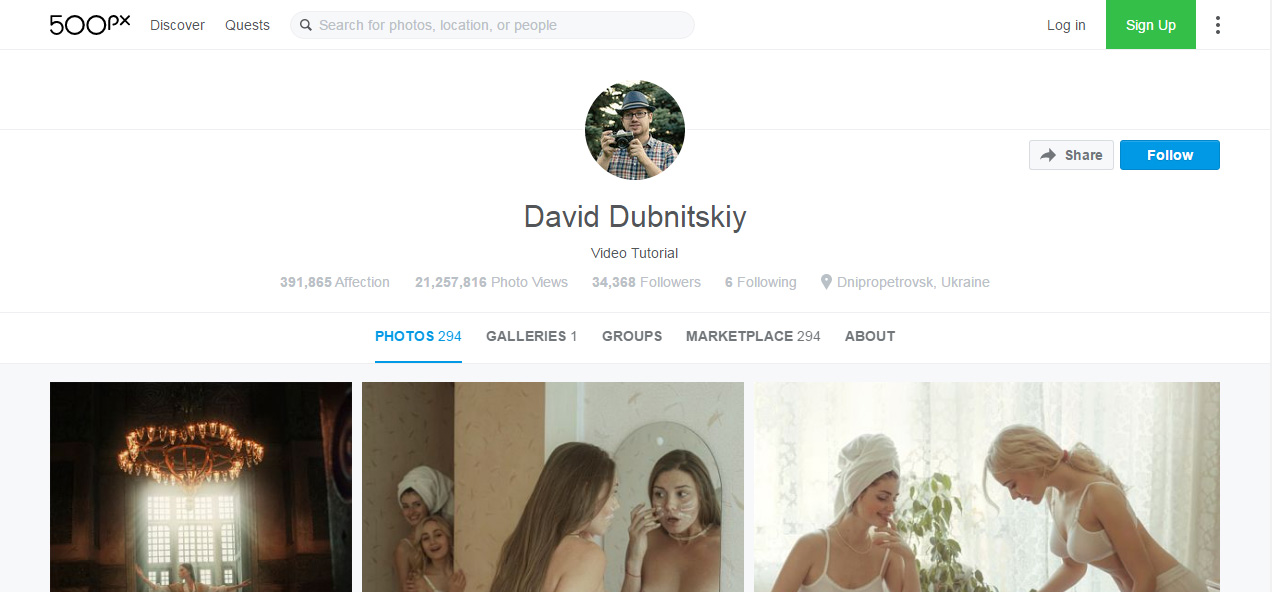 500px Discover Quests Search for photos, location, or people Log in Sign Up
Share Follow
David Dubnitskiy
Video Tutorial
391,865 Affection 21,257,816 Photo Views 34,368 Followers 6 Following Dnipropetrovsk, Ukraine
PHOTOS 294 GALLERIES 1 GROUPS MARKETPLACE 294 ABOUT